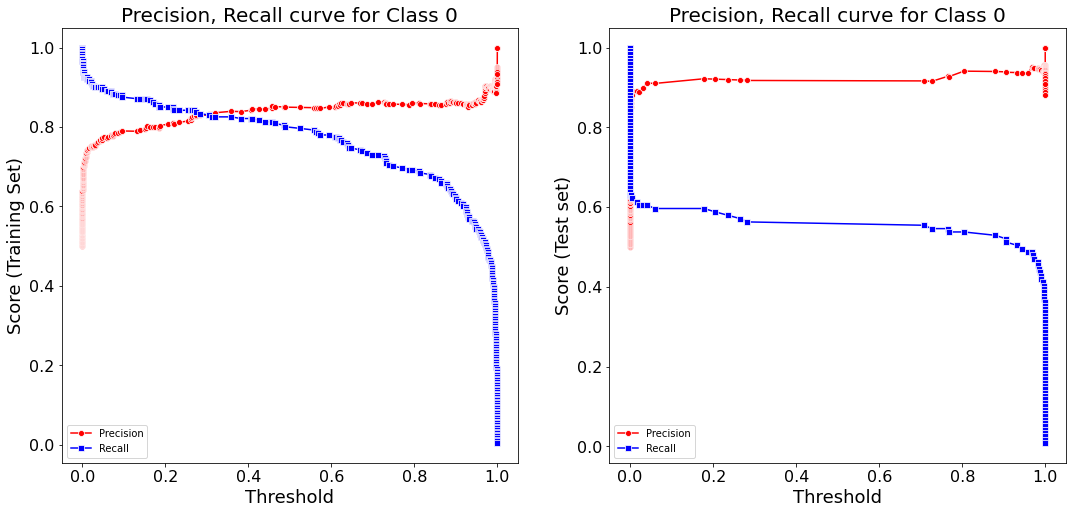 Precision, Recall curve for Class 0
Score (Training Set)
1.0
0.8
0.6
0.4
0.2
0.0
Precision
Recall
0.0 0.2 0.4 0.6 0.8 1.0
Threshold
Precision, Recall curve for Class 0
Score (Test set)
1.0
0.8
0.6
0.4
0.2
0.0
Precision
Recall
0.0 0.2 0.4 0.6 0.8 1.0
Threshold